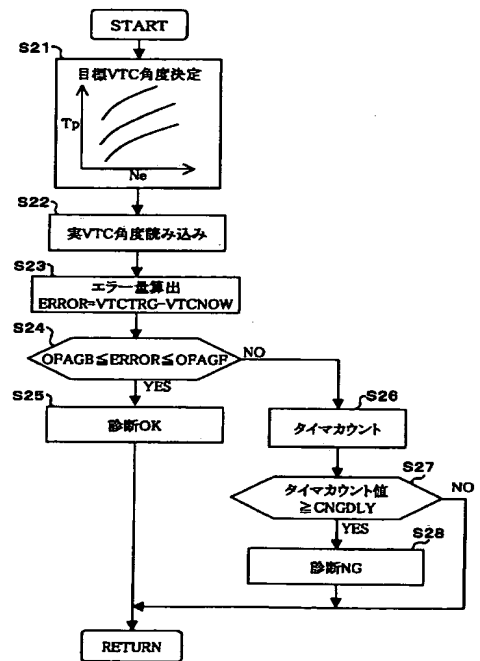 START
S21
目標VTC角度決定
Tp
Ne
S22
実VTC角度読み込み
S23
エラー量算出
ERROR=VTCTRG-VTCNOW
S24
OPAGB≦ERROR≦OPAGF
NO
YES
S25
診断OK
S26
タイマカウント
S27
タイマカウント値
≧CNGDLY
NO
YES
S28
診断NG
RETURN